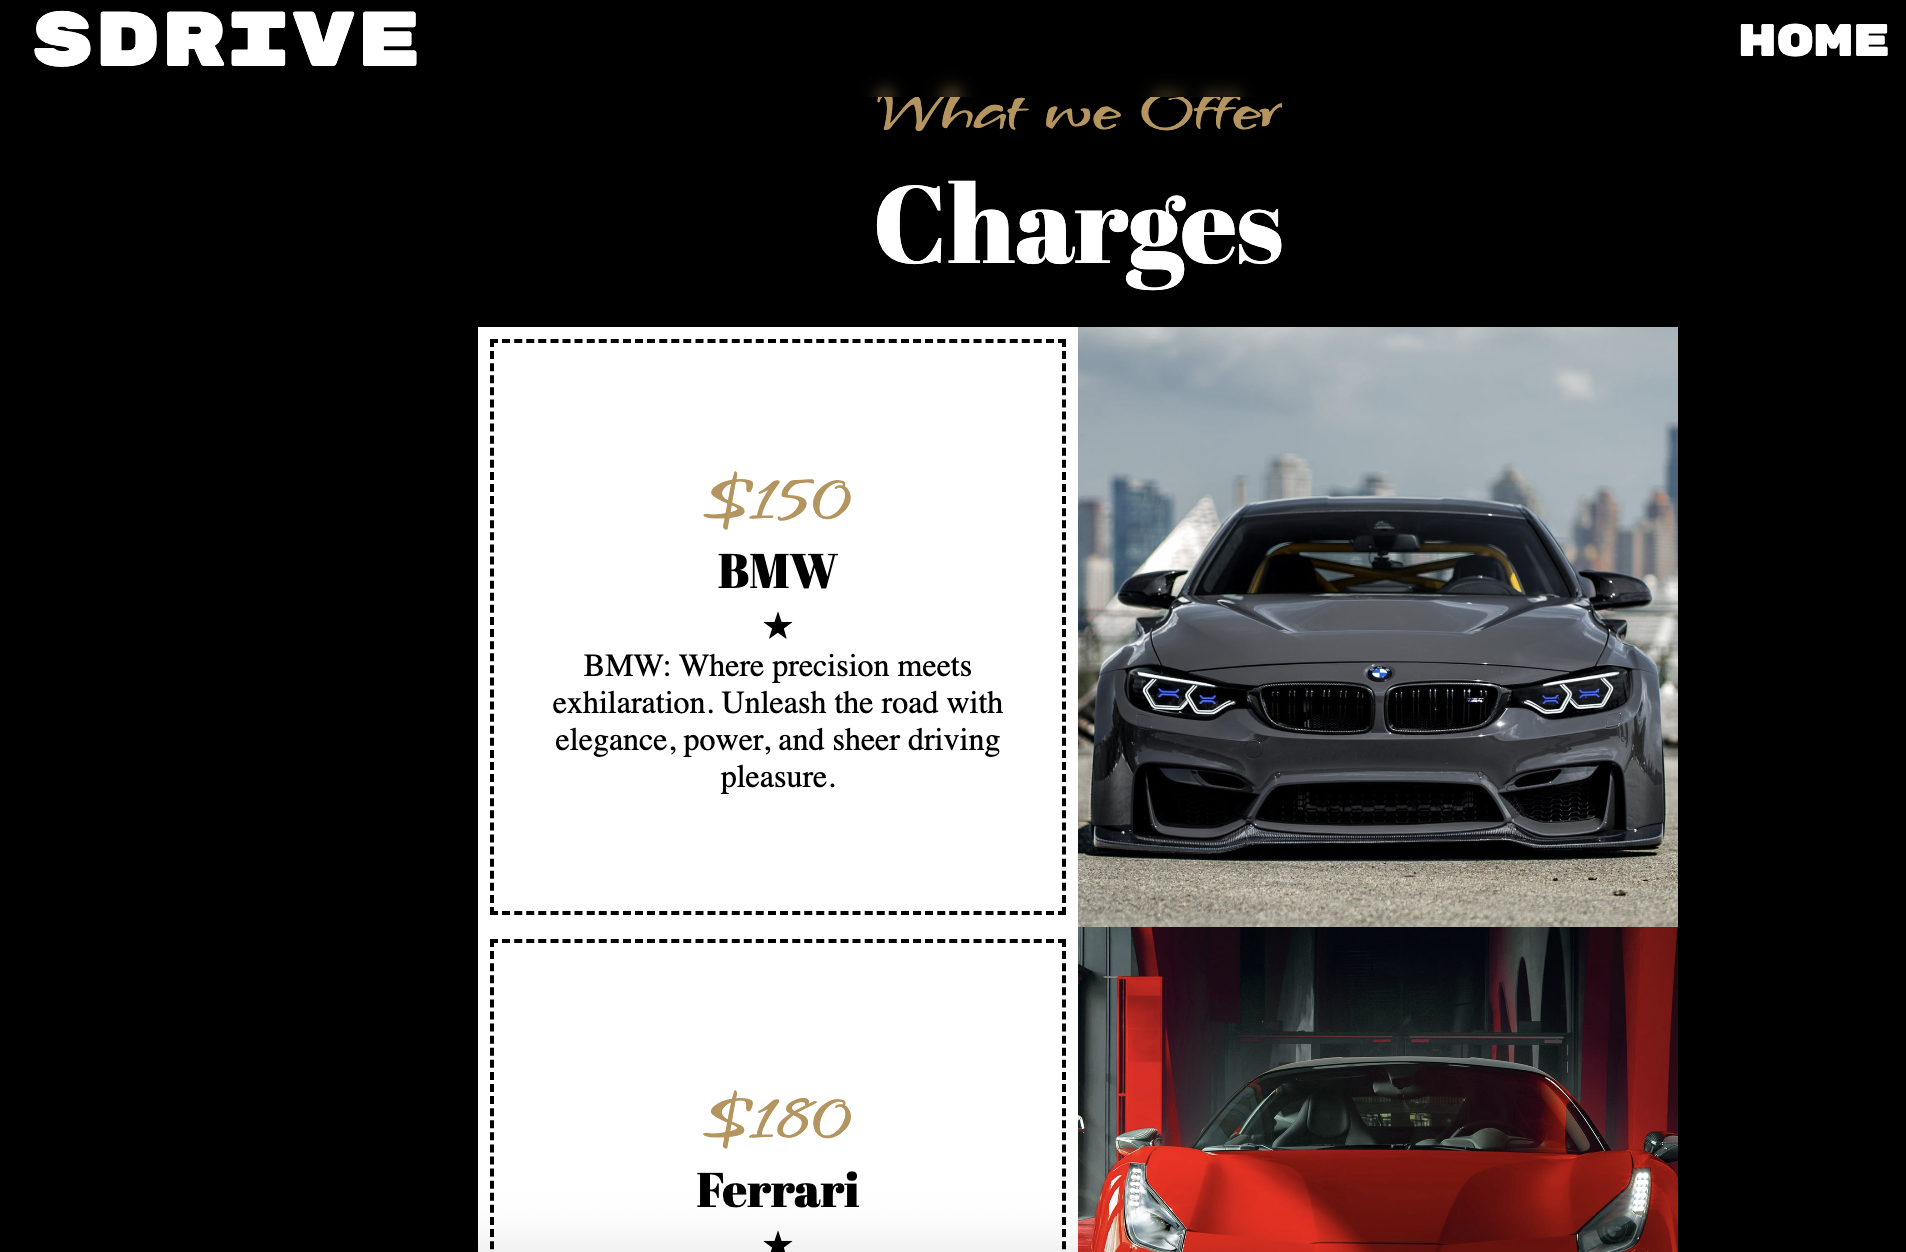 SDRIVE
HOME
What we Offer
Charges
$150
BMW
★
BMW: Where precision meets
exhilaration. Unleash the road with
elegance, power, and sheer driving
pleasure.
$180
Ferrari
★